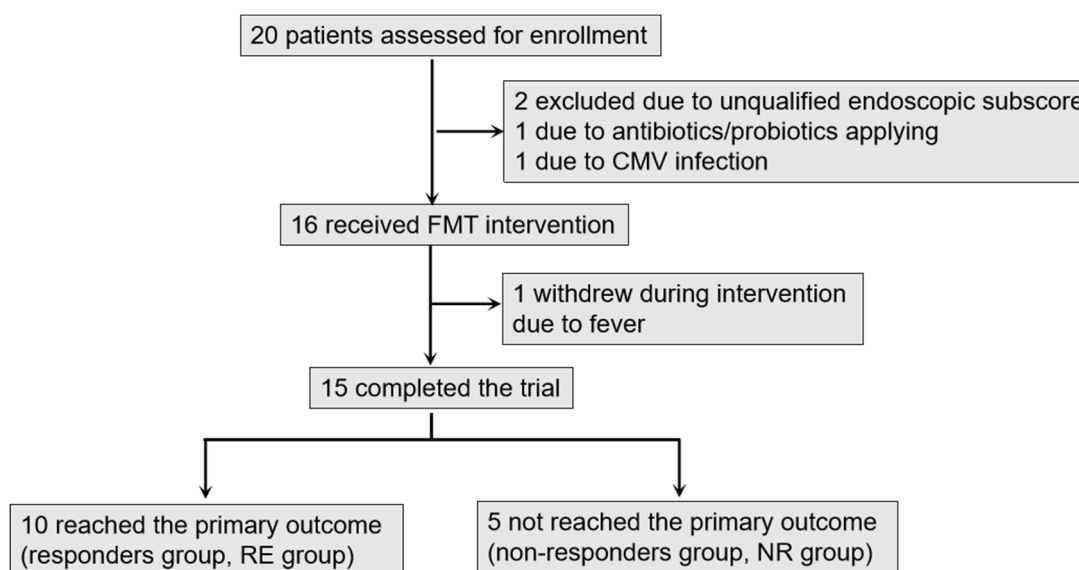 20 patients assessed for enrollment
2 excluded due to unqualified endoscopic subscore
1 due to antibiotics/probiotics applying
1 due to CMV infection
16 received FMT intervention
1 withdrew during intervention
due to fever
15 completed the trial
10 reached the primary outcome
(responders group, RE group)
5 not reached the primary outcome
(non-responders group, NR group)